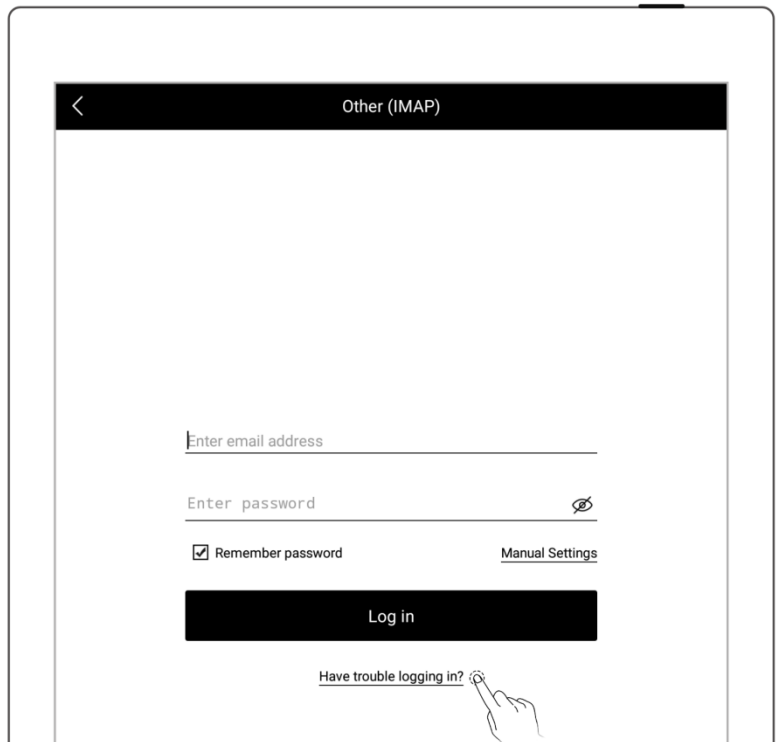 Other (IMAP)
Enter email address
Enter password
Remember password
Manual Settings
Log in
Have trouble logging in?